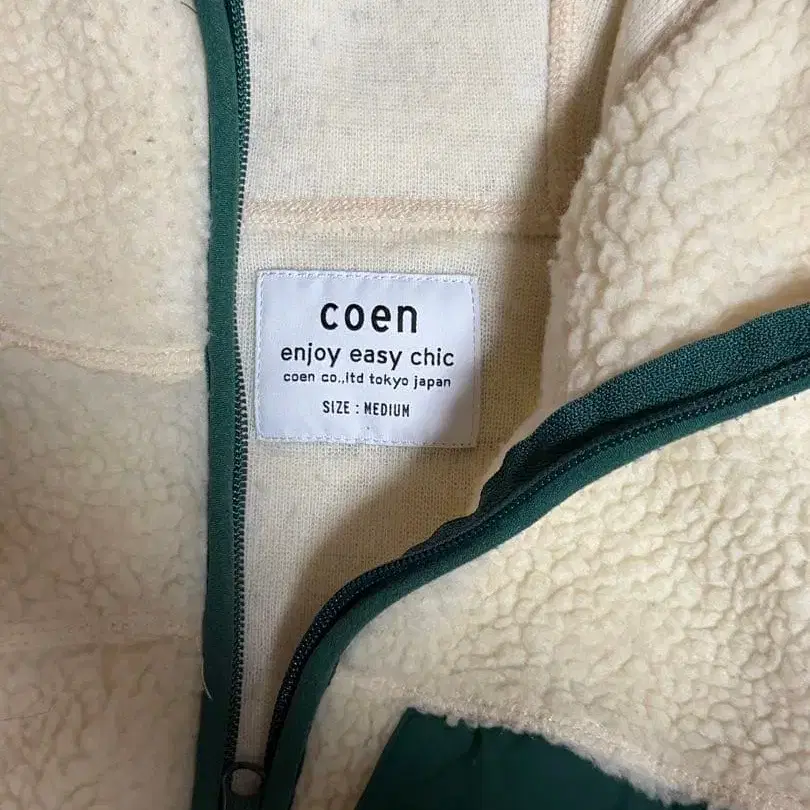 coen
enjoy easy chic
coen co.,ltd tokyo japan
SIZE : MEDIUM